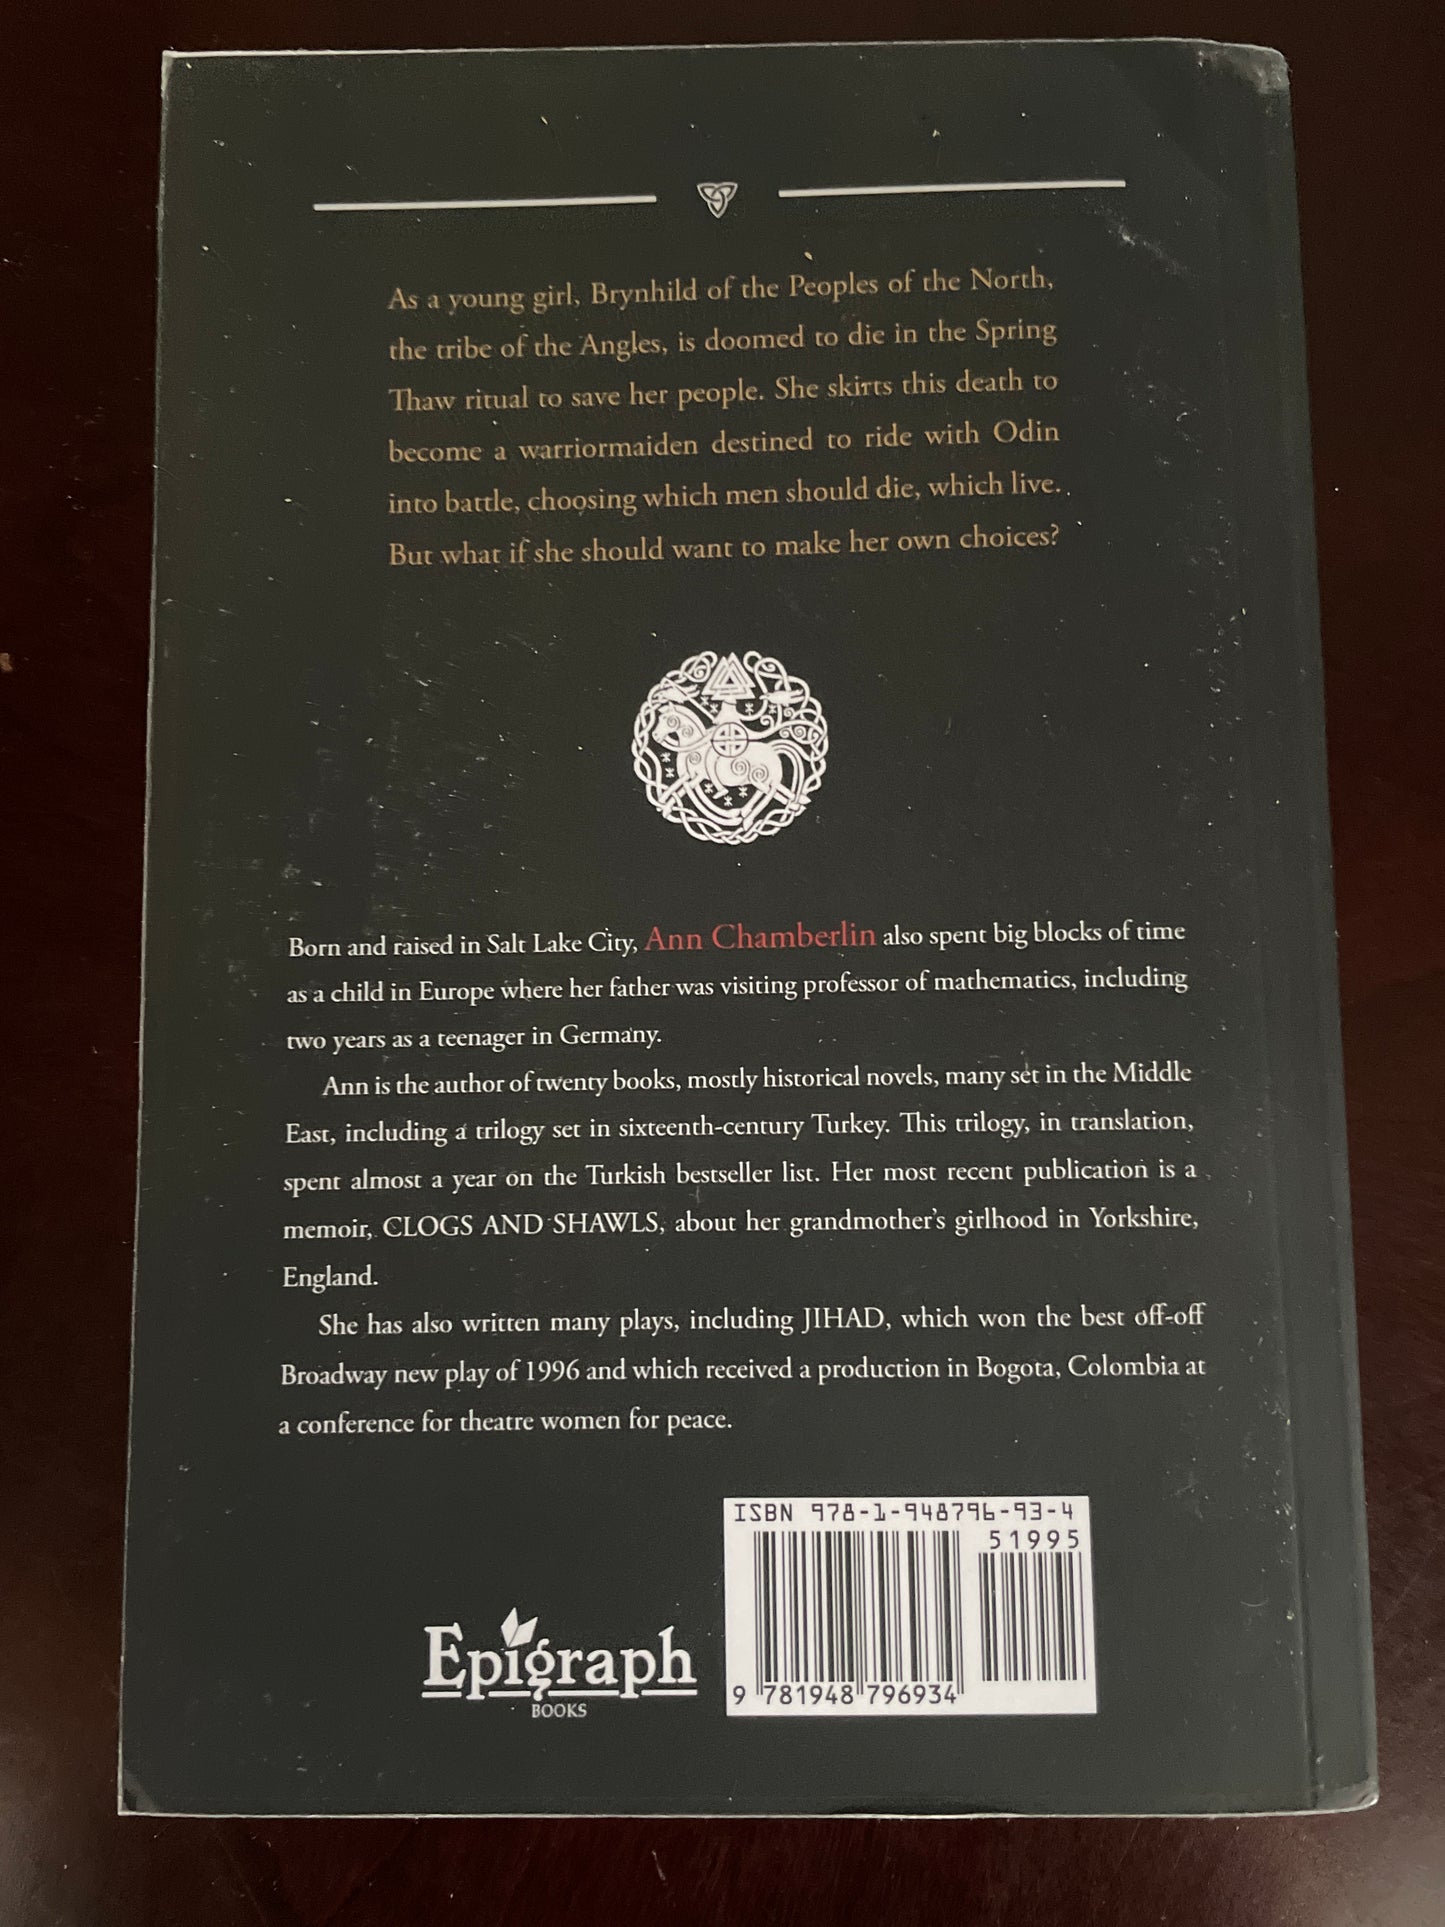 As a young girl, Brynhild of the Peoples of the North,
the tribe of the Angles, is doomed to die in the Spring
Thaw ritual to save her people. She skirts this death to
become a warriormaiden destined to ride with Odin
into battle, choosing which men should die, which live.
But what if she should want to make her own choices?
Born and raised in Salt Lake City, Ann Chamberlin also spent big blocks of time
as a child in Europe where her father was visiting professor of mathematics, including
two years as a teenager in Germany.
Ann is the author of twenty books, mostly historical novels, many set in the Middle
East, including a trilogy set in sixteenth-century Turkey. This trilogy, in translation,
spent almost a year on the Turkish bestseller list. Her most recent publication is a
memoir, CLOGS AND SHAWLS, about her grandmother's girlhood in Yorkshire,
England.
She has also written many plays, including JIHAD, which won the best off-off
Broadway new play of 1996 and which received a production in Bogota, Colombia at
a conference for theatre women for peace.
ISBN 978-1-948796-93-4
51995
9 781948 796934
Epigraph
BOOKS